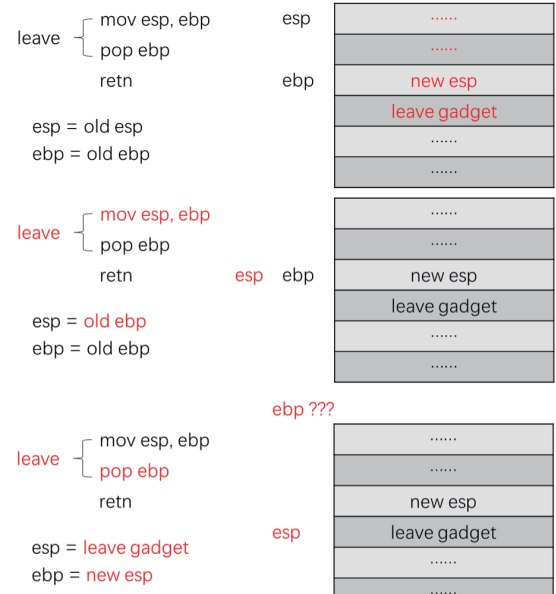 mov esp, ebp
leave
pop ebp
retn
esp = old esp
ebp = old ebp
esp
ebp
......
......
new esp
leave gadget
......
......
mov esp, ebp
leave
pop ebp
retn
esp = old ebp
ebp = old ebp
esp ebp
......
......
new esp
leave gadget
......
......
ebp ???
mov esp, ebp
leave
pop ebp
retn
esp = leave gadget
ebp = new esp
esp
......
......
new esp
leave gadget
......
......